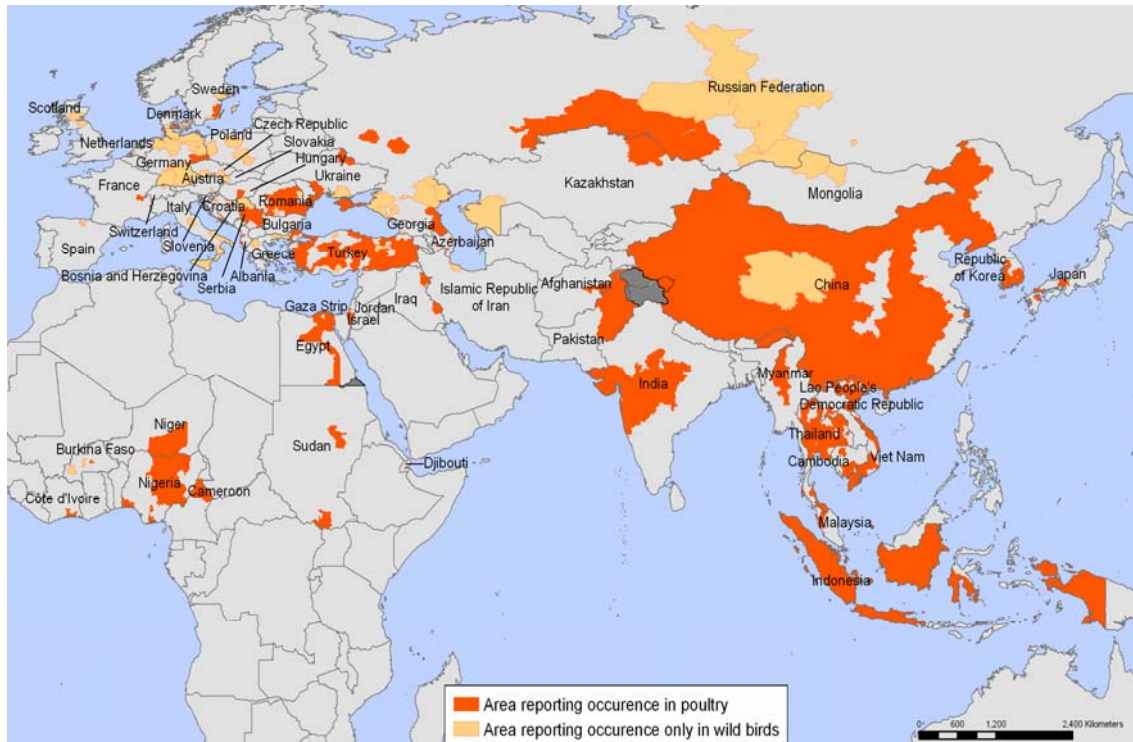 Sweden
Russian Federation
Scotland
Denmark
Czech Republic
Netherlands
Poland
Slovakia
Germany
Hungary
Austria
Ukraine
France
Kazakhstan
Mongolia
Croatia
Romania
Italy
Georgia
Bulgaria
Switzerland
Spain
Slovenia
Azerbaijan
Greece
Turkey
Republic
of Korea
Japan
Bosnia and Herzegovina
Albania
Serbia
Afghanistan
China
Islamic Republic
of Iran
Iraq
Gaza Strip
Jordan
Israel
Pakistan
Egypt
India
Myanmar
Lao People's
Democratic Republic
Niger
Sudan
Thailand
Burkina Faso
Viet Nam
Cambodia
Djibouti
Nigeria
Cameroon
Côte d'Ivoire
Malaysia
Indonesia
Area reporting occurence in poultry
Area reporting occurence only in wild birds
0 600 1,200 2,400 Kilometers